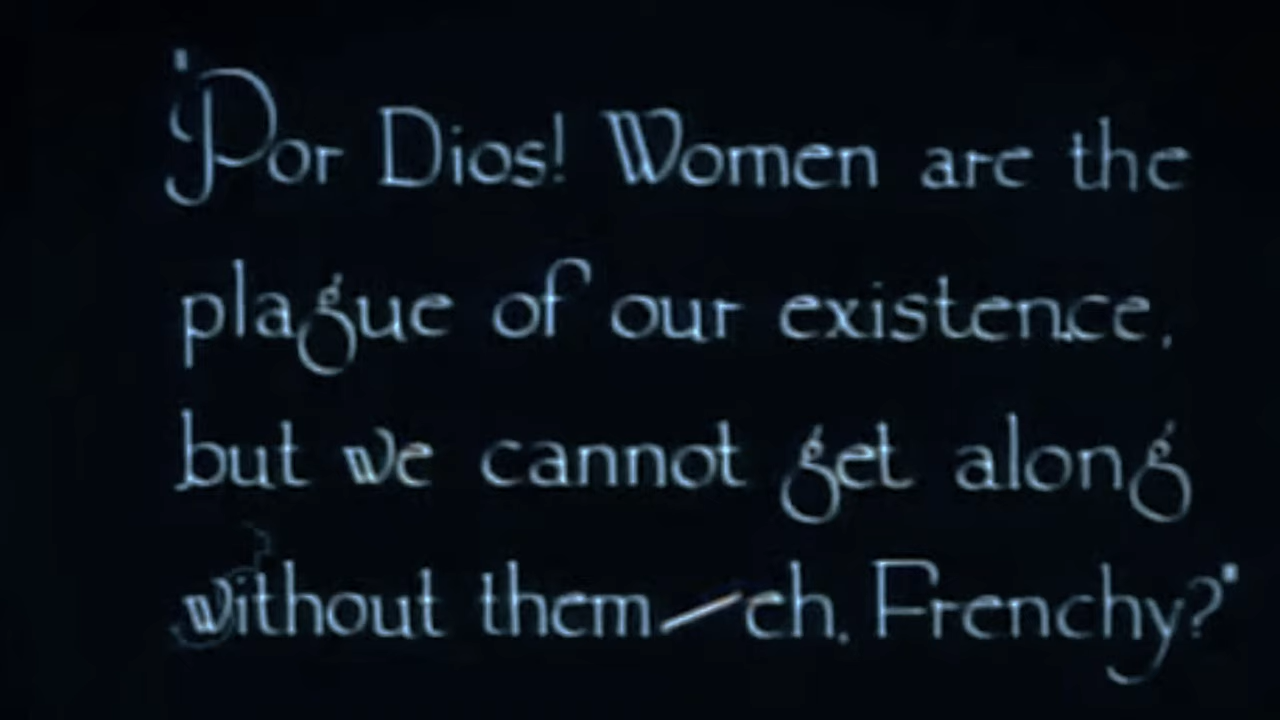 "Por Dios! Women are the
plague of our existence,
but we cannot get along
without them—eh, Frenchy?"